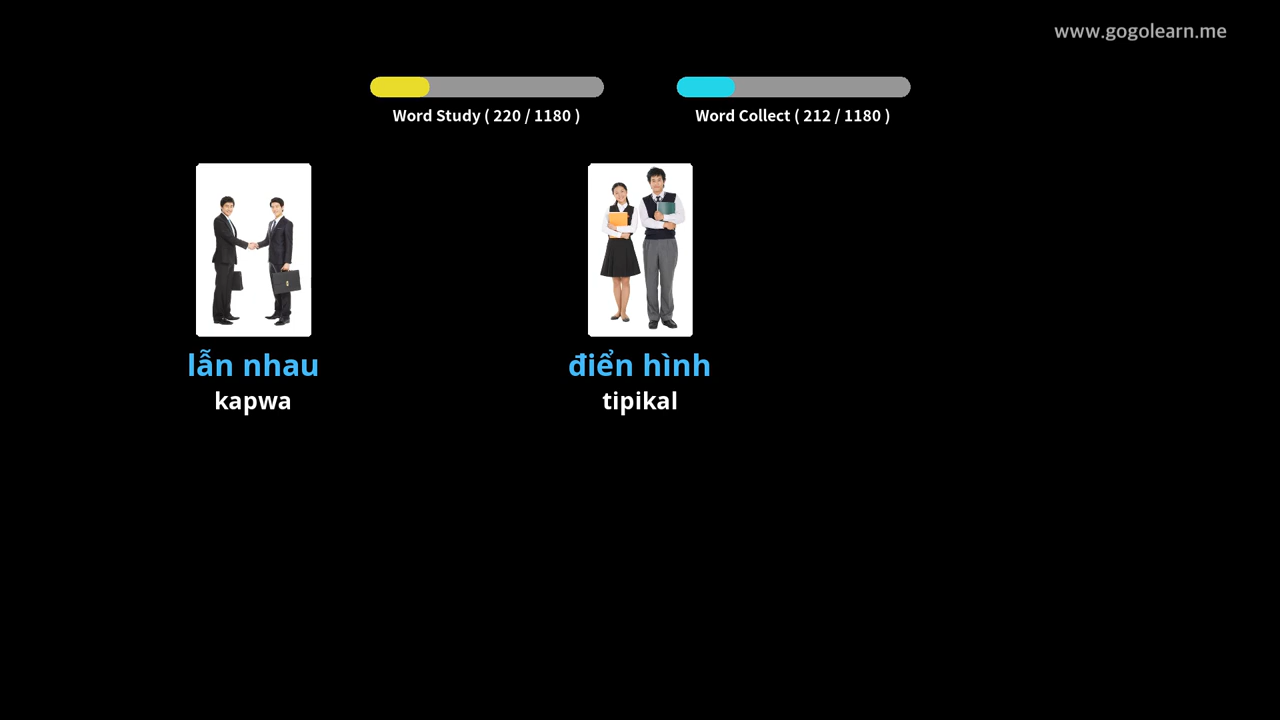 www.gogolearn.me
Word Study ( 220 / 1180 )
Word Collect ( 212 / 1180 )
lẫn nhau
kapwa
điển hình
tipikal